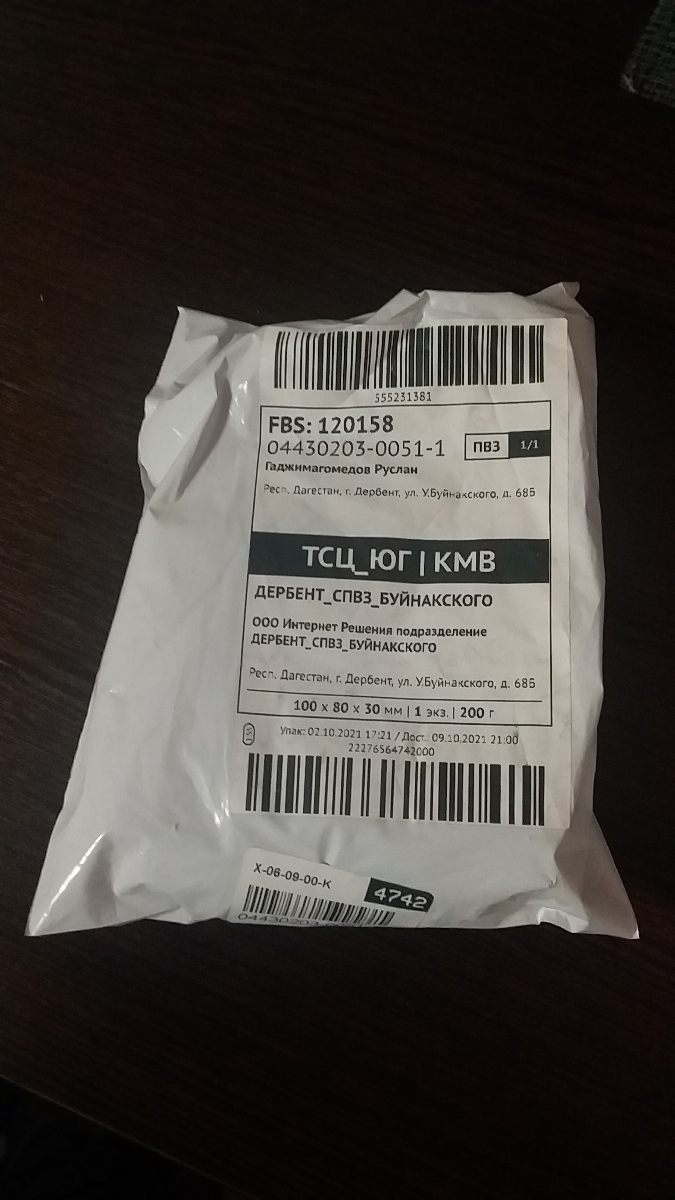 555231381
FBS: 120158
04430203-0051-1 ПВЗ 1/1
Гаджимагомедов Руслан
Респ. Дагестан, г. Дербент, ул. У.Буйнакского, д. 68Б
ТСЦ_ЮГ | КМВ
ДЕРБЕНТ_СПВЗ_БУЙНАКСКОГО
ООО Интернет Решения подразделение
ДЕРБЕНТ_СПВЗ_БУЙНАКСКОГО
Респ. Дагестан, г. Дербент, ул. У.Буйнакского, д. 68Б
100 x 80 x 30 мм | 1 экз. | 200 г
Упак: 02.10.2021 17:21 / Дост.: 09.10.2021 21:00
22276564742000
X-06-09-00-K 4742
04430203